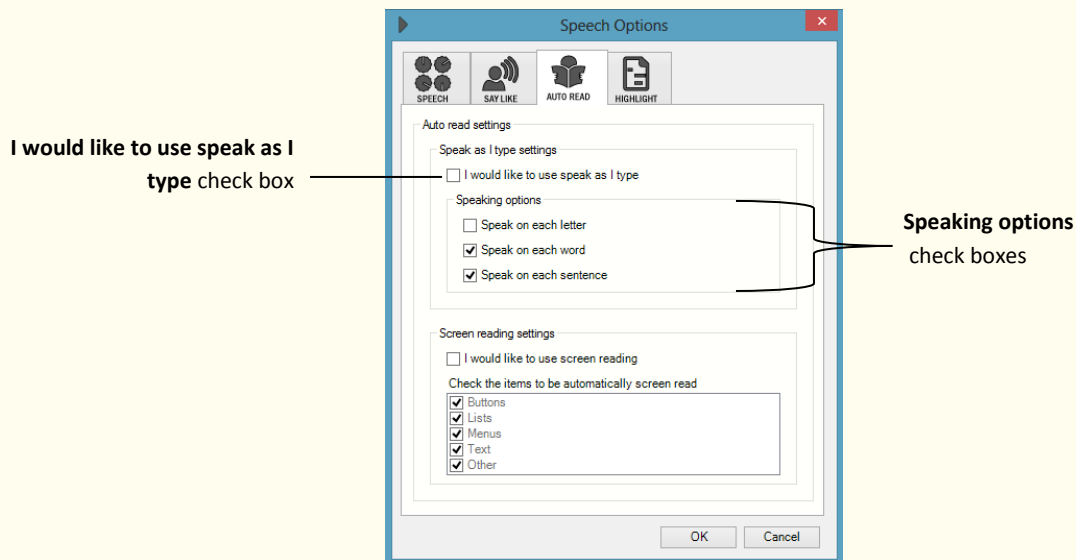 Speech Options
SPEECH
SAY LIKE
AUTO READ
HIGHLIGHT
Auto read settings
Speak as I type settings
I would like to use speak as I
type check box
I would like to use speak as I type
Speaking options
Speak on each letter
Speak on each word
Speak on each sentence
Speaking options
check boxes
Screen reading settings
I would like to use screen reading
Check the items to be automatically screen read
Buttons
Lists
Menus
Text
Other
OK
Cancel